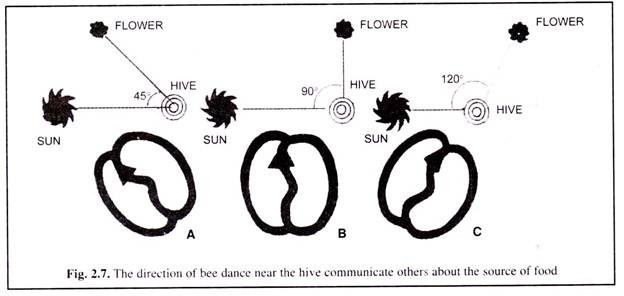 FLOWER
FLOWER
FLOWER
45°
HIVE
90°
HIVE
120°
HIVE
SUN
SUN
SUN
A
B
C
Fig. 2.7. The direction of bee dance near the hive communicate others about the source of food